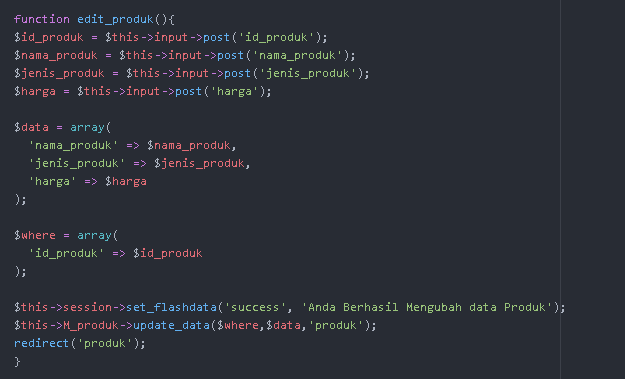 function edit_produk(){
$id_produk = $this->input->post('id_produk');
$nama_produk = $this->input->post('nama_produk');
$jenis_produk = $this->input->post('jenis_produk');
$harga = $this->input->post('harga');
$data = array(
'nama_produk' => $nama_produk,
'jenis_produk' => $jenis_produk,
'harga' => $harga
);
$where = array(
'id_produk' => $id_produk
);
$this->session->set_flashdata('success', 'Anda Berhasil Mengubah data Produk');
$this->M_produk->update_data($where,$data,'produk');
redirect('produk');
}